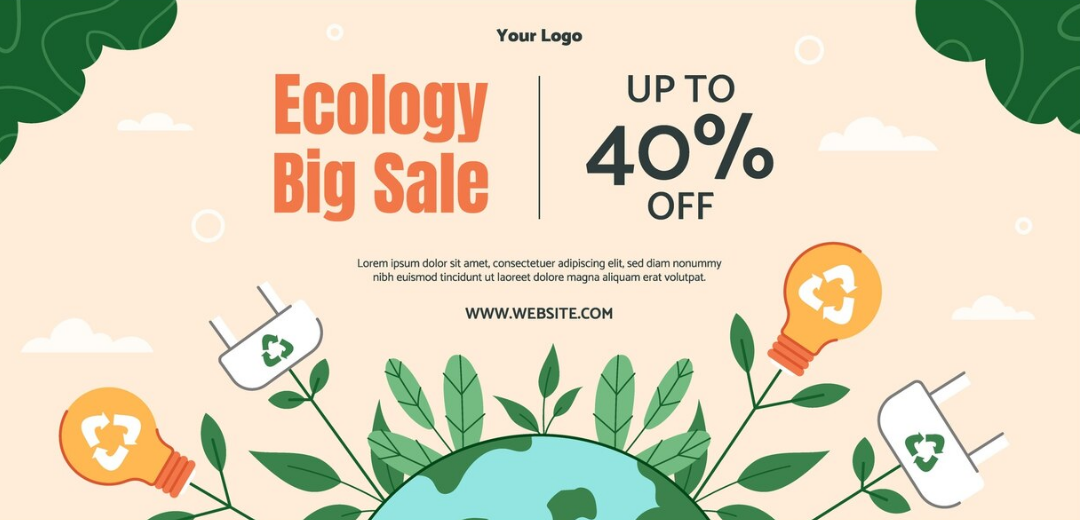 Your Logo
Ecology
Big Sale
UP TO
40%
OFF
Lorem ipsum dolor sit amet, consectetuer adipiscing elit, sed diam nonummy
nibh euismod tincidunt ut laoreet dolore magna aliquam erat volutpat.
WWW.WEBSITE.COM